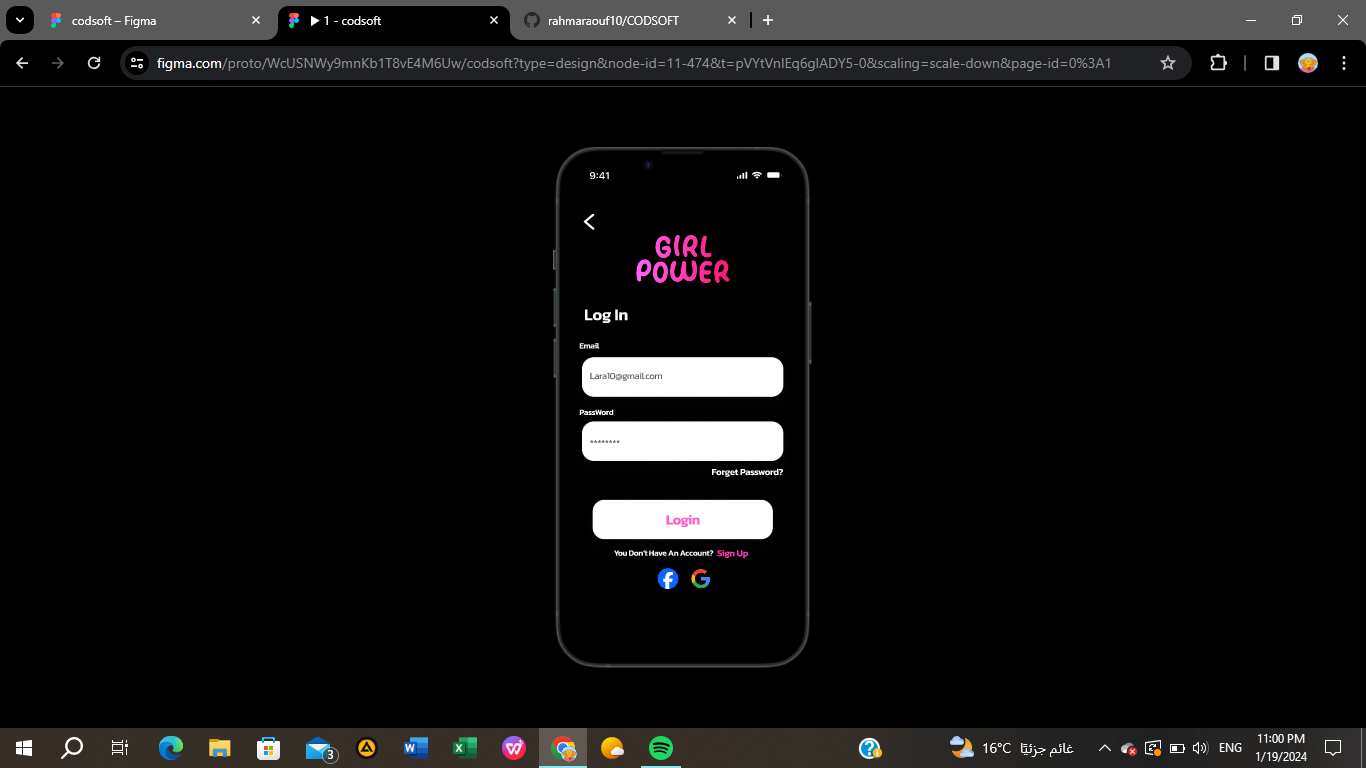 codsoft – Figma
1 - codsoft
rahmaraouf10/CODSOFT
figma.com/proto/WcUSNWy9mnKb1T8vE4M6Uw/codsoft?type=design&node-id=11-474&t=pVYtVnlEq6glADY5-0&scaling=scale-down&page-id=0%3A1
9:41
GIRL
POWER
Log In
Email
Lara10@gmail.com
PassWord
********
Forget Password?
Login
You Don't Have An Account? Sign Up
3
16°C غائم جزئيًا
ENG
11:00 PM
1/19/2024